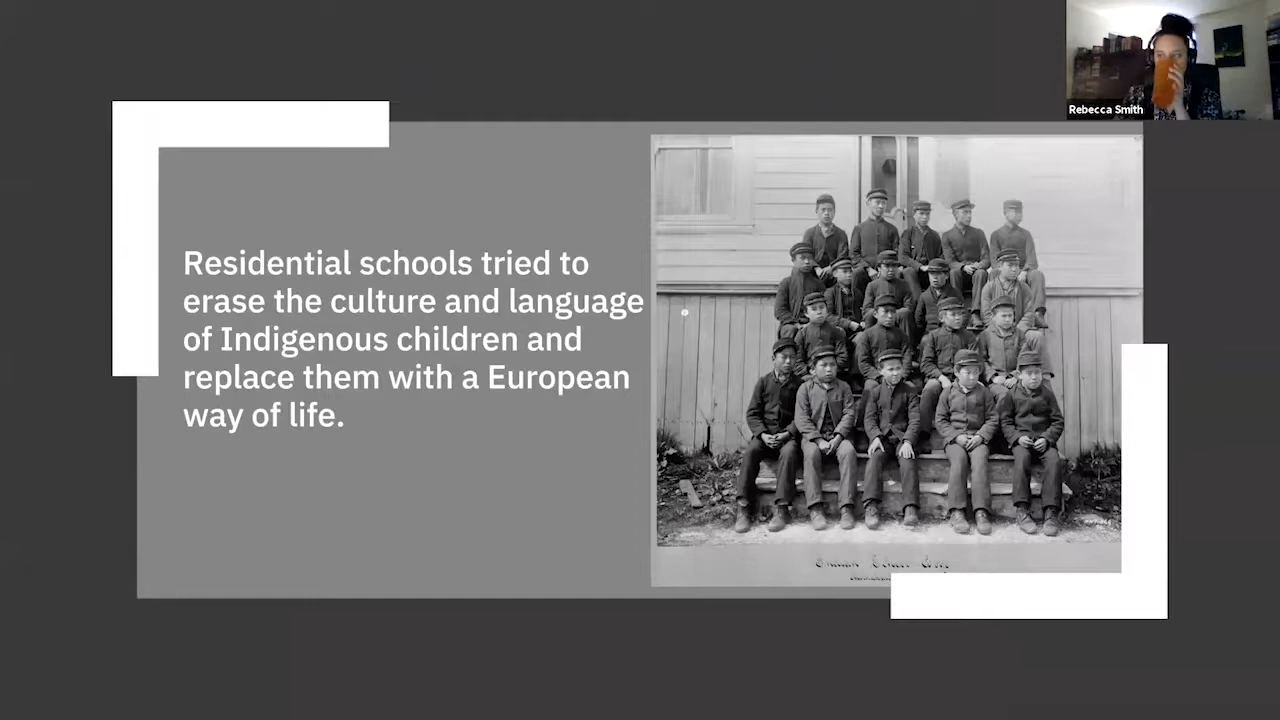 Rebecca Smith
Residential schools tried to
erase the culture and language
of Indigenous children and
replace them with a European
way of life.